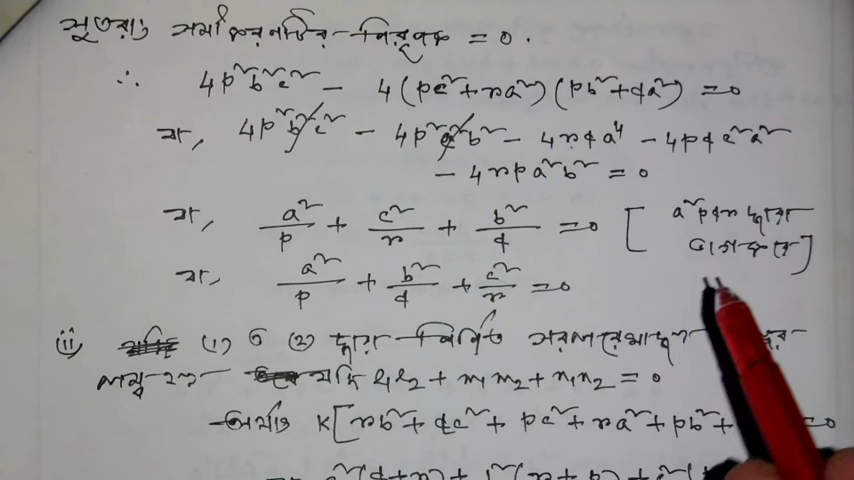 সুতরাং সমীকরণটির নিরূপক = 0.
∴ 4p²b²c² - 4(pc²+ra²)(pb²+qa²) = 0
বা, 4p²b²c² - 4p²c²b² - 4rqa⁴ - 4pqc²a²
- 4rpa²b² = 0
বা, a²/p + c²/r + b²/q = 0 [a²pqr দ্বারা
ভাগ করে]
বা, a²/p + b²/q + c²/r = 0
(ii) (1) ও (2) দ্বারা নির্ণিত সরলরেখাদ্বয়
লম্ব হবে যদি l₁l₂ + m₁m₂ + n₁n₂ = 0
অর্থাৎ K[rb² + qc² + pc² + ra² + pb² + = 0